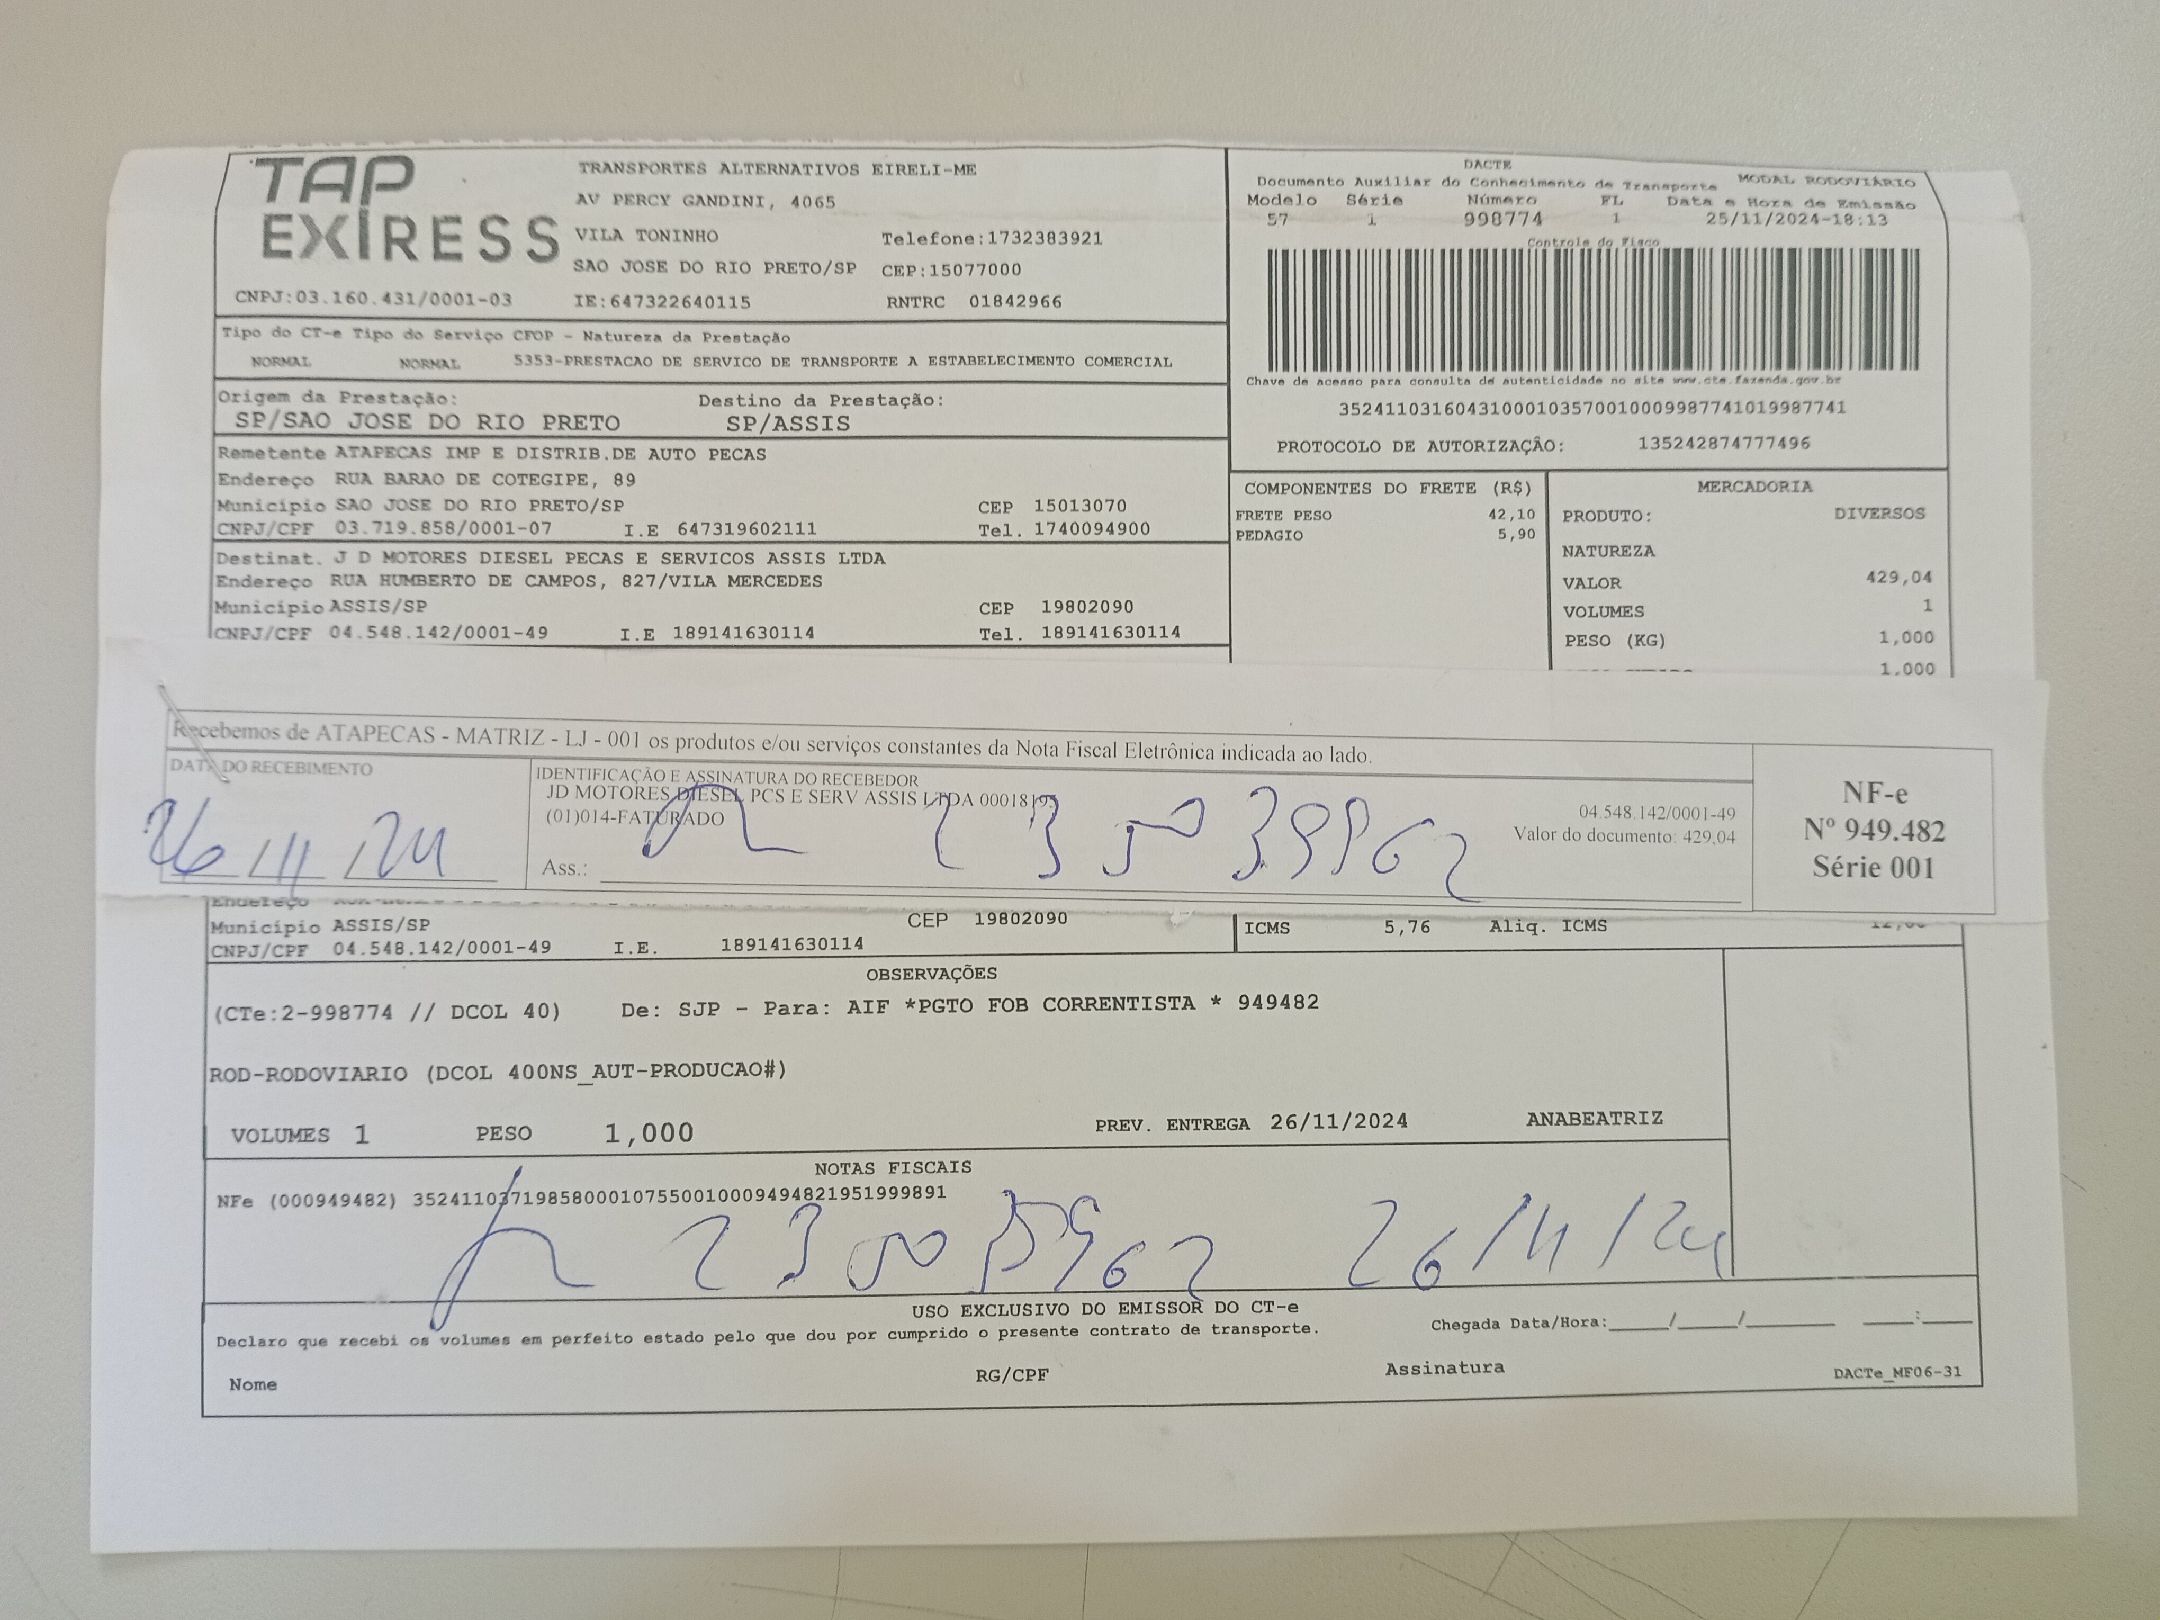 TAP
EXIRESS
TRANSPORTES ALTERNATIVOS EIRELI-ME
AV PERCY GANDINI, 4065
VILA TONINHO Telefone:1732383921
SAO JOSE DO RIO PRETO/SP CEP:15077000
CNPJ:03.160.431/0001-03 IE:647322640115 RNTRC 01842966
DACTE
Documento Auxiliar do Conhecimento de Transporte MODAL RODOVIÁRIO
Modelo Série Número FL Data e Hora de Emissão
57 1 998774 1 25/11/2024-18:13
Controle do Fisco
Chave de acesso para consulta de autenticidade no site www.cte.fazenda.gov.br
35241103160431000103570010009987741019987741
PROTOCOLO DE AUTORIZAÇÃO: 135242874777496
Tipo do CT-e Tipo do Serviço CFOP - Natureza da Prestação
NORMAL NORMAL 5353-PRESTACAO DE SERVICO DE TRANSPORTE A ESTABELECIMENTO COMERCIAL
Origem da Prestação: Destino da Prestação:
SP/SAO JOSE DO RIO PRETO SP/ASSIS
Remetente ATAPECAS IMP E DISTRIB.DE AUTO PECAS
Endereço RUA BARAO DE COTEGIPE, 89
Município SAO JOSE DO RIO PRETO/SP CEP 15013070
CNPJ/CPF 03.719.858/0001-07 I.E 647319602111 Tel. 1740094900
Destinat. J D MOTORES DIESEL PECAS E SERVICOS ASSIS LTDA
Endereço RUA HUMBERTO DE CAMPOS, 827/VILA MERCEDES
Município ASSIS/SP CEP 19802090
CNPJ/CPF 04.548.142/0001-49 I.E 189141630114 Tel. 189141630114
COMPONENTES DO FRETE (R$)
FRETE PESO 42,10
PEDAGIO 5,90
MERCADORIA
PRODUTO: DIVERSOS
NATUREZA
VALOR 429,04
VOLUMES 1
PESO (KG) 1,000
1,000
Recebemos de ATAPECAS - MATRIZ - LJ - 001 os produtos e/ou serviços constantes da Nota Fiscal Eletrônica indicada ao lado.
DATA DO RECEBIMENTO
26/11/24
IDENTIFICAÇÃO E ASSINATURA DO RECEBEDOR
JD MOTORES DIESEL PCS E SERV ASSIS LTDA
(01)014-FATURADO
Ass.:
04.548.142/0001-49
Valor do documento: 429,04
NF-e
Nº 949.482
Série 001
Endereço
Município ASSIS/SP CEP 19802090
CNPJ/CPF 04.548.142/0001-49 I.E. 189141630114
ICMS 5,76 Aliq. ICMS 12,00
OBSERVAÇÕES
(CTe:2-998774 // DCOL 40) De: SJP - Para: AIF *PGTO FOB CORRENTISTA * 949482
ROD-RODOVIARIO (DCOL 400NS_AUT-PRODUCAO#)
VOLUMES 1 PESO 1,000 PREV. ENTREGA 26/11/2024 ANABEATRIZ
NOTAS FISCAIS
NFe (000949482) 35241103719858000107550010009494821951999891
26/11/24
USO EXCLUSIVO DO EMISSOR DO CT-e
Declaro que recebi os volumes em perfeito estado pelo que dou por cumprido o presente contrato de transporte. Chegada Data/Hora:____/____/______ ___:___
Nome RG/CPF Assinatura DACTe_MF06-31